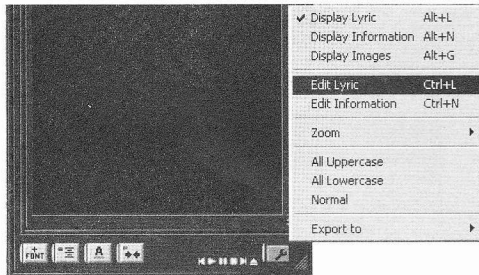 ✔ Display Lyric Alt+L
Display Information Alt+N
Display Images Alt+G
Edit Lyric Ctrl+L
Edit Information Ctrl+N
Zoom
All Uppercase
All Lowercase
Normal
Export to
+ FONT A